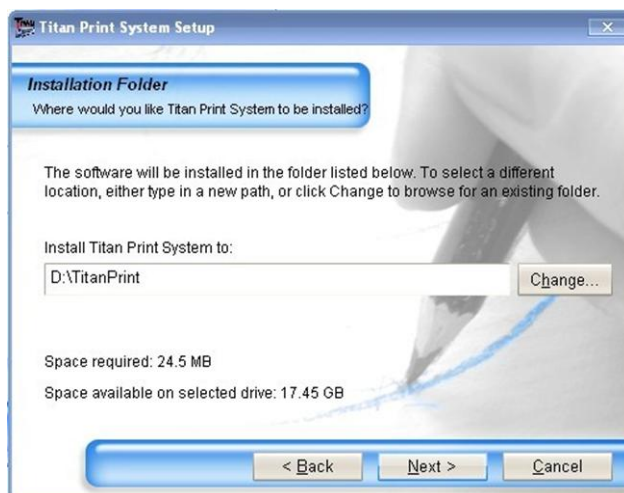 Titan Print System Setup
Installation Folder
Where would you like Titan Print System to be installed?
The software will be installed in the folder listed below. To select a different
location, either type in a new path, or click Change to browse for an existing folder.
Install Titan Print System to:
D:\TitanPrint
Change...
Space required: 24.5 MB
Space available on selected drive: 17.45 GB
< Back Next > Cancel